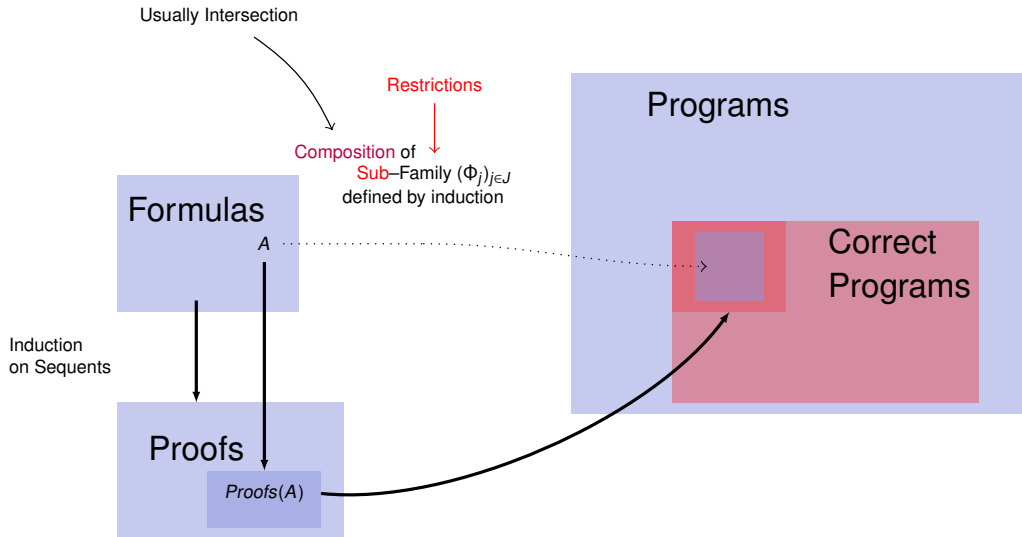 Usually Intersection
Restrictions
Programs
Composition of
Sub–Family (Φj)j∈J
defined by induction
Formulas
A
Correct
Programs
Induction
on Sequents
Proofs
Proofs(A)